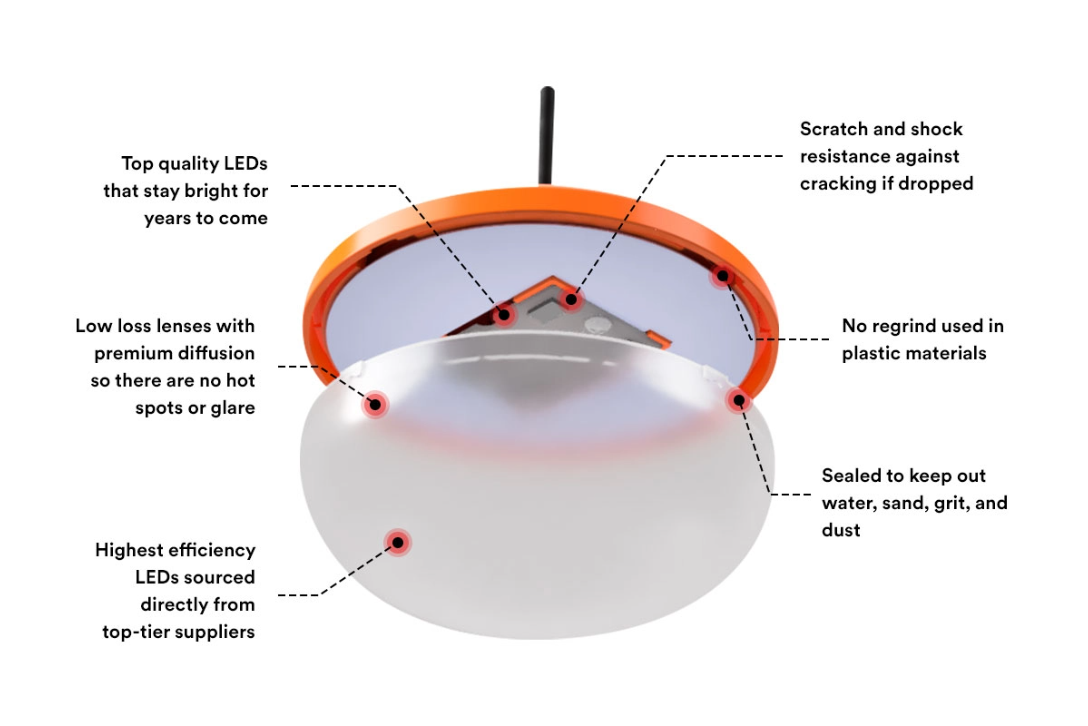 Top quality LEDs
that stay bright for
years to come
Low loss lenses with
premium diffusion
so there are no hot
spots or glare
Highest efficiency
LEDs sourced
directly from
top-tier suppliers
Scratch and shock
resistance against
cracking if dropped
No regrind used in
plastic materials
Sealed to keep out
water, sand, grit, and
dust